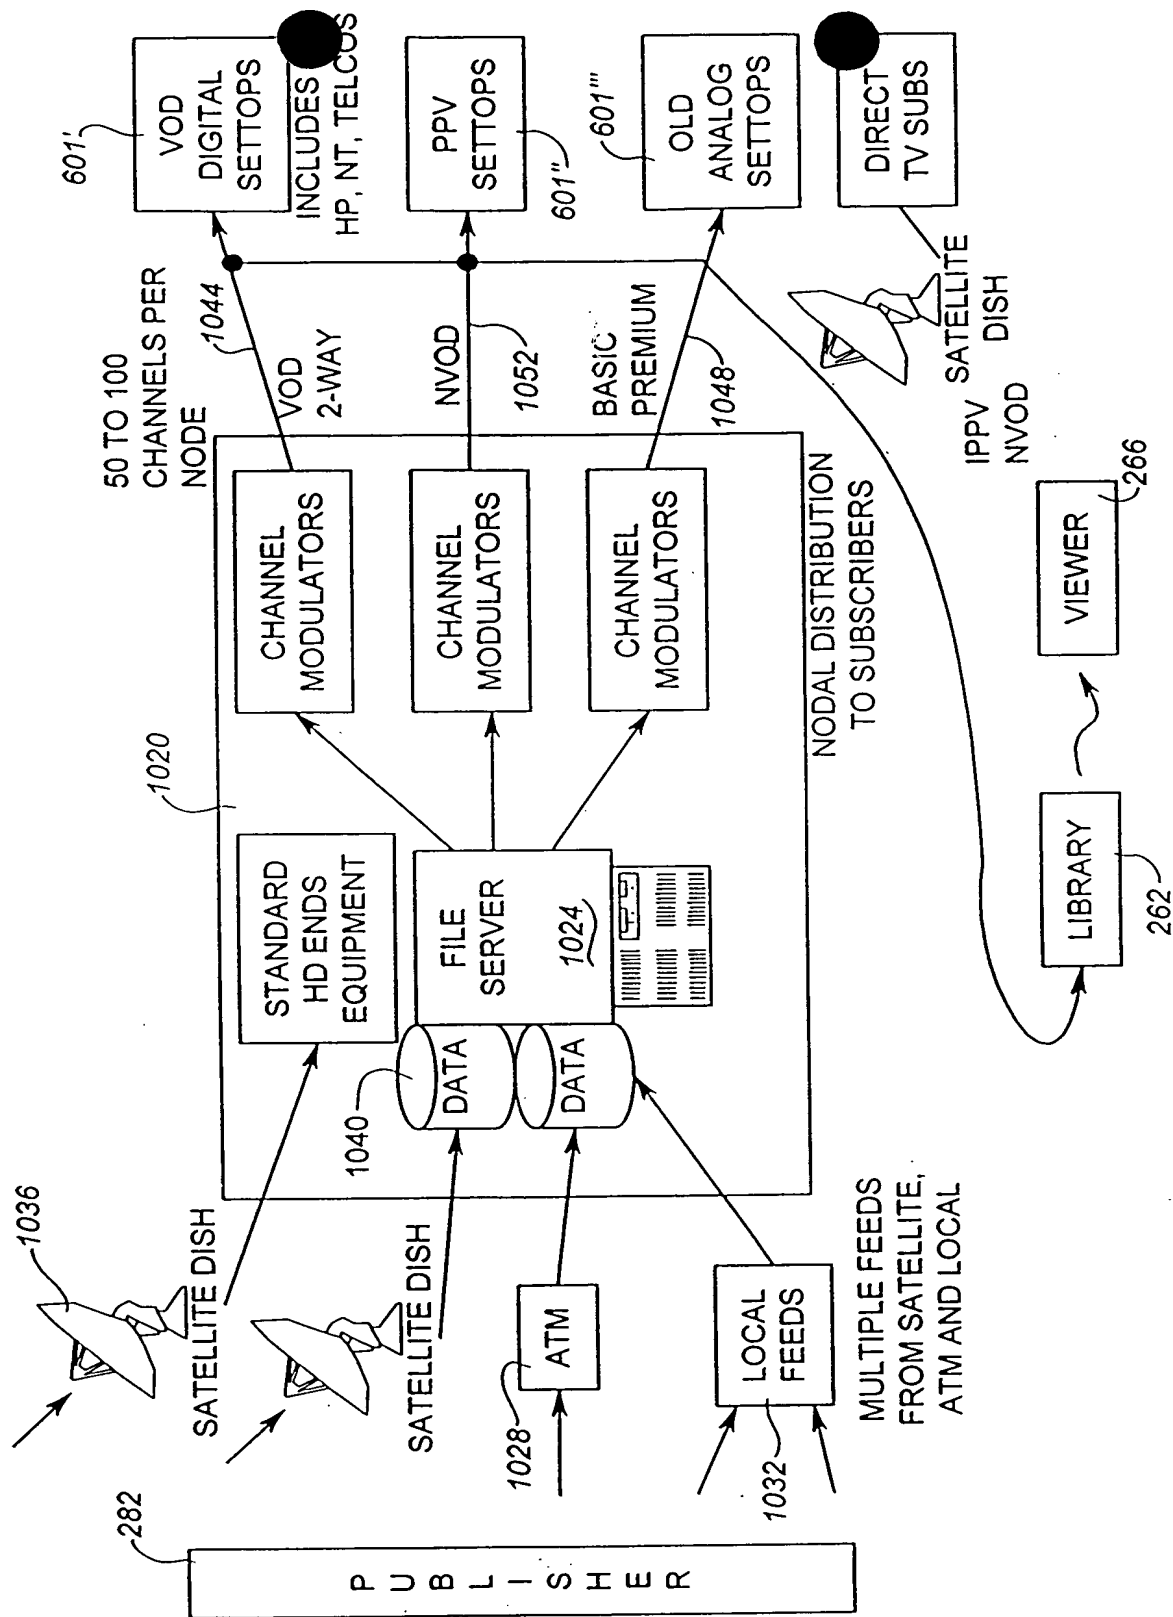 282
PUBLISHER
1036
SATELLITE DISH
SATELLITE DISH
1028
ATM
1032
LOCAL
FEEDS
MULTIPLE FEEDS
FROM SATELLITE,
ATM AND LOCAL
1020
STANDARD
HD ENDS
EQUIPMENT
1040
DATA
DATA
FILE
SERVER
1024
CHANNEL
MODULATORS
CHANNEL
MODULATORS
CHANNEL
MODULATORS
NODAL DISTRIBUTION
TO SUBSCRIBERS
50 TO 100
CHANNELS PER
NODE
1044
VOD
2-WAY
NVOD
1052
BASIC
PREMIUM
1048
601'
VOD
DIGITAL
SETTOPS
INCLUDES
HP, NT, TELCOS
PPV
SETTOPS
601"
601'''
OLD
ANALOG
SETTOPS
DIRECT
TV SUBS
SATELLITE
DISH
IPPV
NVOD
LIBRARY
262
VIEWER
266